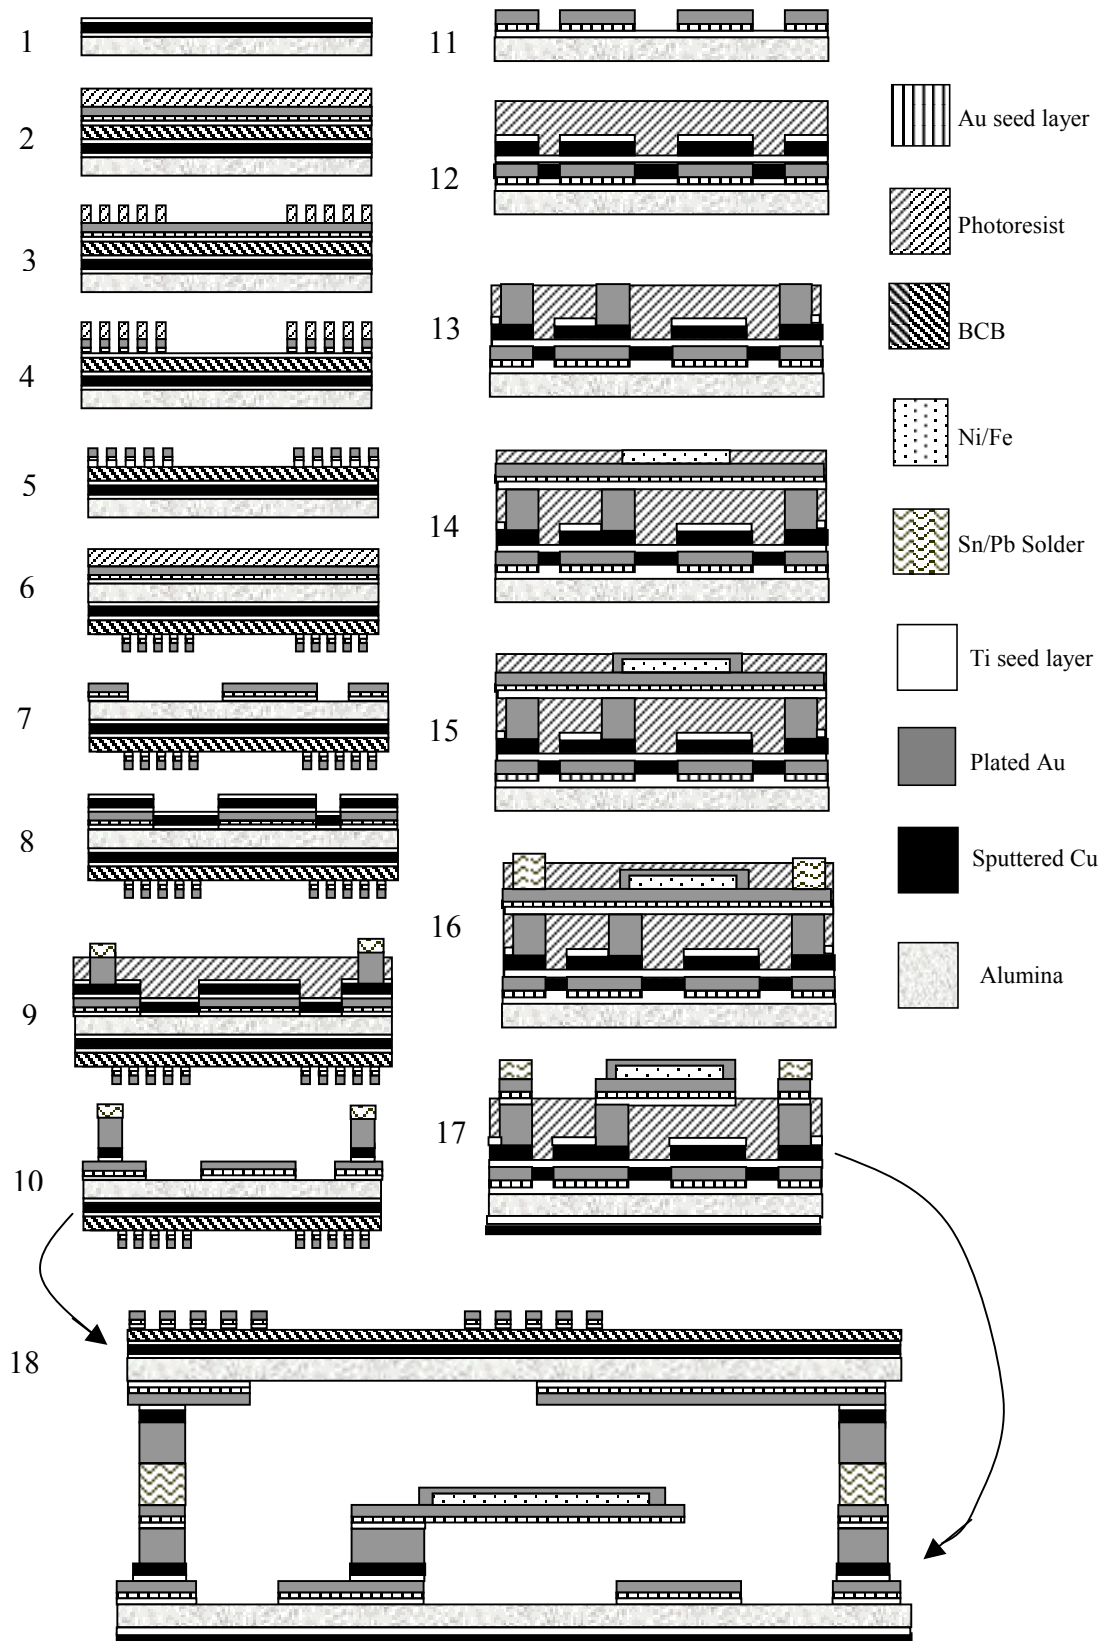 1
2
3
4
5
6
7
8
9
10
11
12
13
14
15
16
17
18
Au seed layer
Photoresist
BCB
Ni/Fe
Sn/Pb Solder
Ti seed layer
Plated Au
Sputtered Cu
Alumina